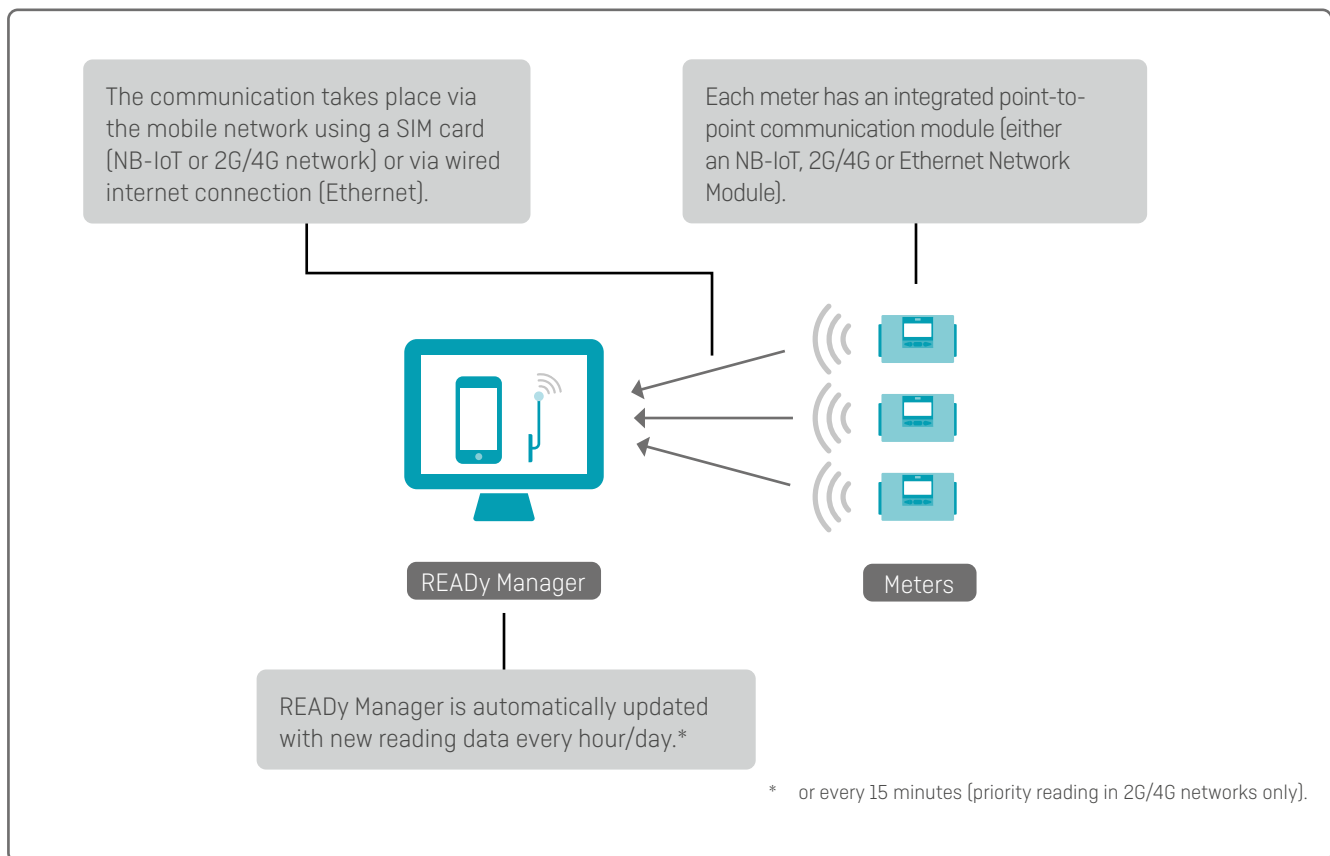 The communication takes place via
the mobile network using a SIM card
(NB-IoT or 2G/4G network) or via wired
internet connection (Ethernet).
Each meter has an integrated point-to-
point communication module (either
an NB-IoT, 2G/4G or Ethernet Network
Module).
READy Manager
Meters
READy Manager is automatically updated
with new reading data every hour/day.*
* or every 15 minutes (priority reading in 2G/4G networks only).